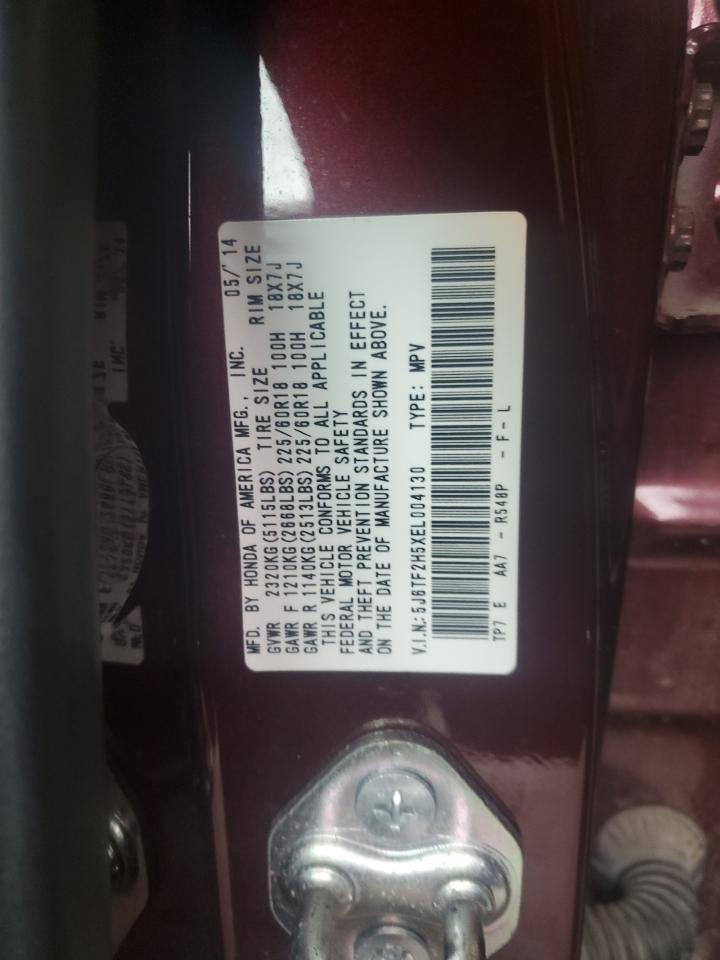 MFD. BY HONDA OF AMERICA MFG., INC. 05/'14
GVWR 2320KG(5115LBS) TIRE SIZE RIM SIZE
GAWR F 1210KG(2668LBS) 225/60R18 100H 18X7J
GAWR R 1140KG(2513LBS) 225/60R18 100H 18X7J
THIS VEHICLE CONFORMS TO ALL APPLICABLE
FEDERAL MOTOR VEHICLE SAFETY
AND THEFT PREVENTION STANDARDS IN EFFECT
ON THE DATE OF MANUFACTURE SHOWN ABOVE.
V.I.N.: 5J6TF2H5XEL004130 TYPE: MPV
TP7 E AA7 - R548P - F - L